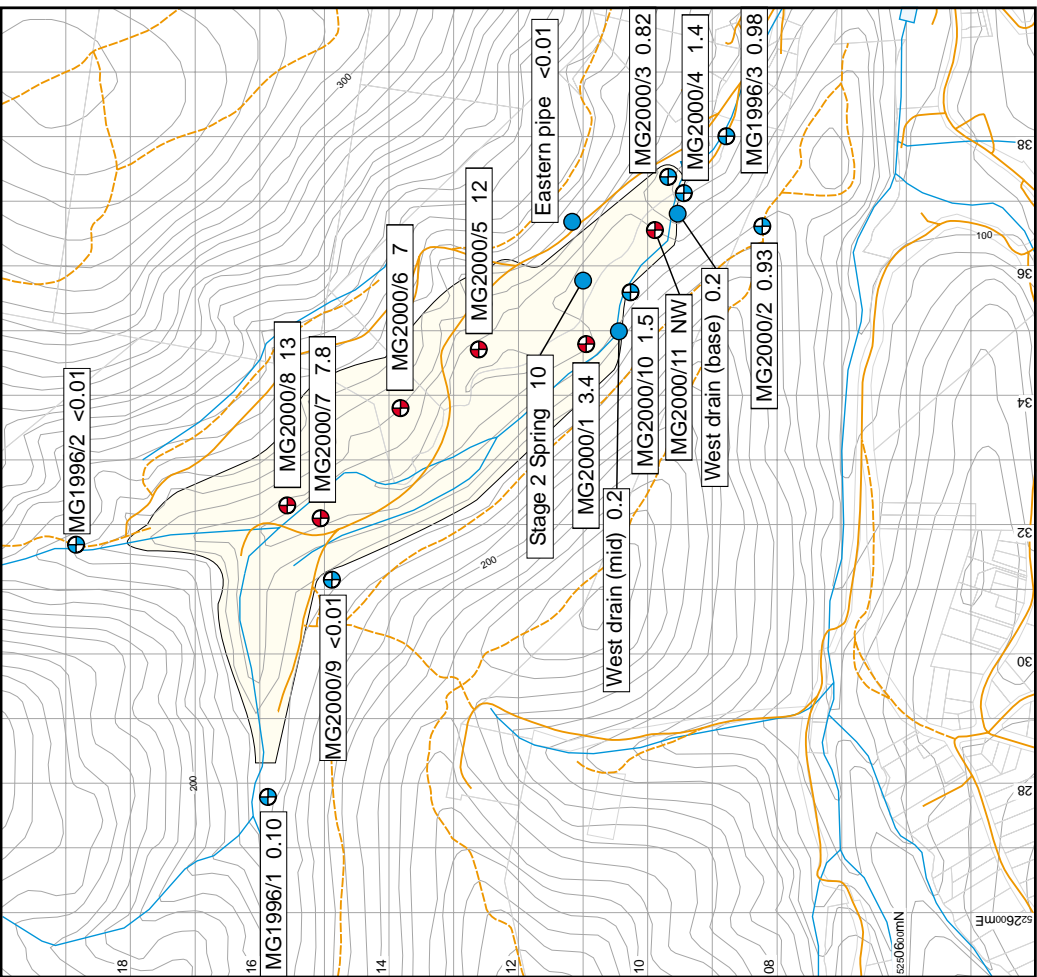 MG1996/2 <0.01
MG2000/8 13
MG2000/7 7.8
MG2000/6 7
MG2000/5 12
Eastern pipe <0.01
MG2000/3 0.82
MG2000/4 1.4
MG1996/3 0.98
MG2000/2 0.93
West drain (base) 0.2
MG2000/11 NW
MG2000/10 1.5
West drain (mid) 0.2
MG2000/1 3.4
Stage 2 Spring 10
MG2000/9 <0.01
MG1996/1 0.10
300
200
200
100
18
16
14
12
10
08
5250600mN
522600mE
28
30
32
34
36
38